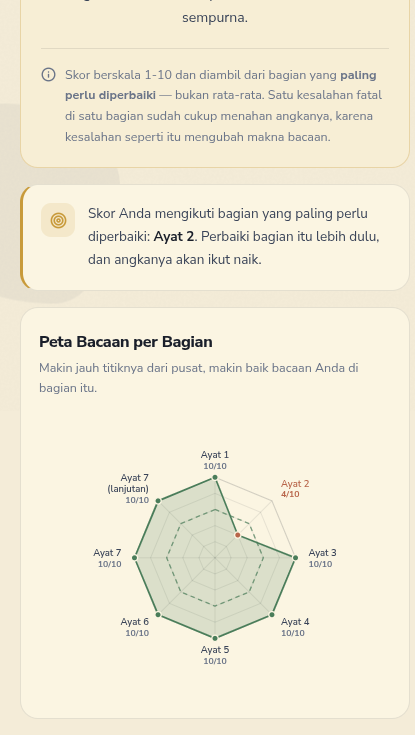 sempurna.
Skor berskala 1-10 dan diambil dari bagian yang paling
perlu diperbaiki — bukan rata-rata. Satu kesalahan fatal
di satu bagian sudah cukup menahan angkanya, karena
kesalahan seperti itu mengubah makna bacaan.
Skor Anda mengikuti bagian yang paling perlu
diperbaiki: Ayat 2. Perbaiki bagian itu lebih dulu,
dan angkanya akan ikut naik.
Peta Bacaan per Bagian
Makin jauh titiknya dari pusat, makin baik bacaan Anda di
bagian itu.
Ayat 1
10/10
Ayat 2
4/10
Ayat 3
10/10
Ayat 4
10/10
Ayat 5
10/10
Ayat 6
10/10
Ayat 7
10/10
Ayat 7
(lanjutan)
10/10